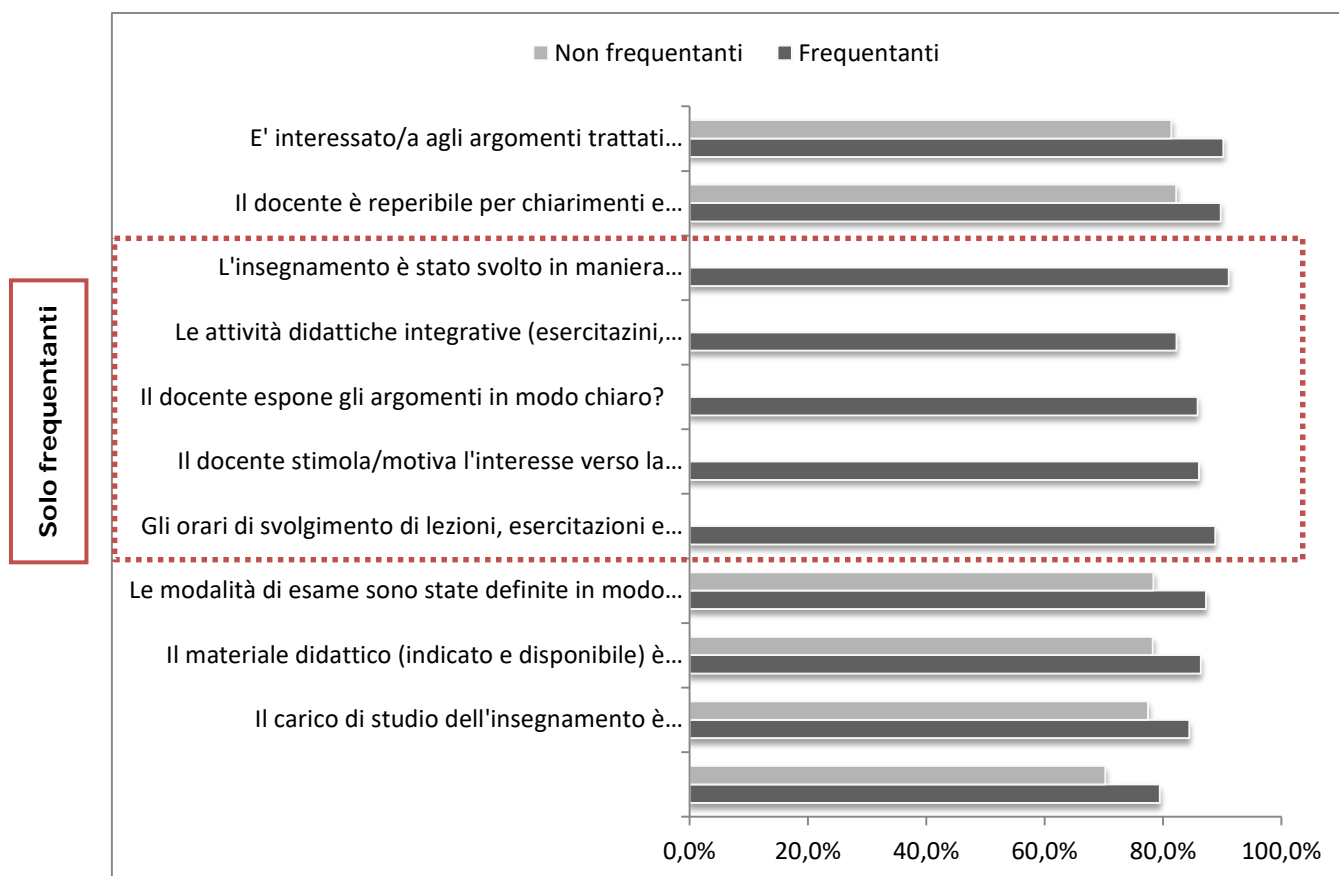 Non frequentanti Frequentanti
E' interessato/a agli argomenti trattati...
Il docente è reperibile per chiarimenti e...
L'insegnamento è stato svolto in maniera...
Le attività didattiche integrative (esercitazini,...
Il docente espone gli argomenti in modo chiaro?
Il docente stimola/motiva l'interesse verso la...
Gli orari di svolgimento di lezioni, esercitazioni e...
Le modalità di esame sono state definite in modo...
Il materiale didattico (indicato e disponibile) è...
Il carico di studio dell'insegnamento è...
Solo frequentanti
0,0% 20,0% 40,0% 60,0% 80,0% 100,0%